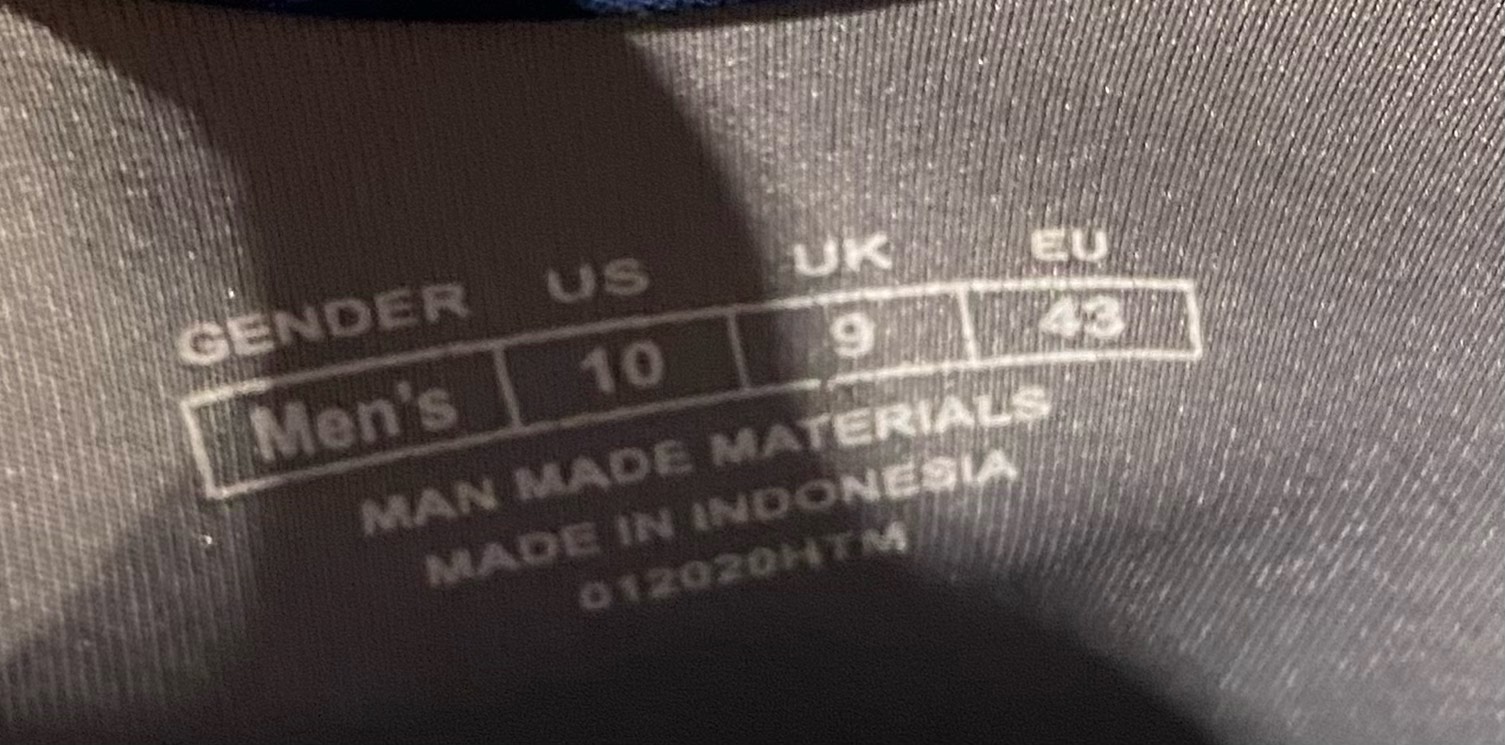 GENDER US UK EU
Men's 10 9 43
MAN MADE MATERIALS
MADE IN INDONESIA
012020HTM